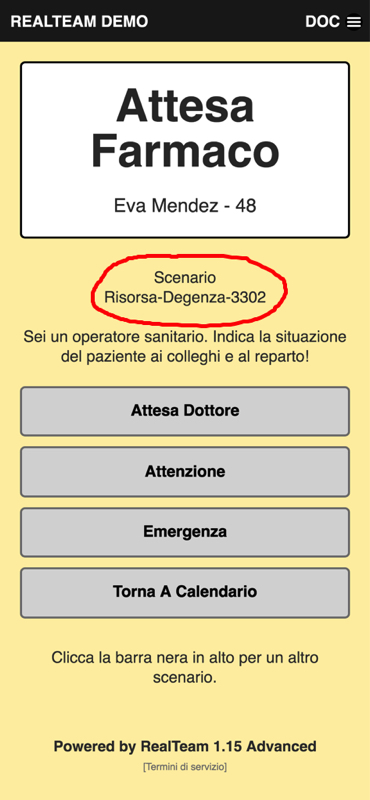 REALTEAM DEMO
DOC
Attesa
Farmaco
Eva Mendez - 48
Scenario
Risorsa-Degenza-3302
Sei un operatore sanitario. Indica la situazione
del paziente ai colleghi e al reparto!
Attesa Dottore
Attenzione
Emergenza
Torna A Calendario
Clicca la barra nera in alto per un altro
scenario.
Powered by RealTeam 1.15 Advanced
[Termini di servizio]